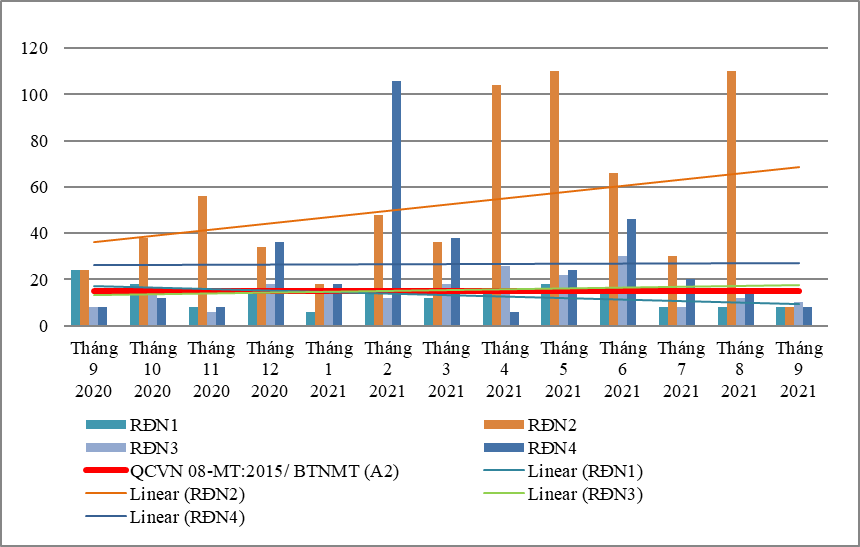 120
100
80
60
40
20
0
Tháng 9 2020
Tháng 10 2020
Tháng 11 2020
Tháng 12 2020
Tháng 1 2021
Tháng 2 2021
Tháng 3 2021
Tháng 4 2021
Tháng 5 2021
Tháng 6 2021
Tháng 7 2021
Tháng 8 2021
Tháng 9 2021
RĐN1
RĐN2
RĐN3
RĐN4
QCVN 08-MT:2015/ BTNMT (A2)
Linear (RĐN1)
Linear (RĐN2)
Linear (RĐN3)
Linear (RĐN4)